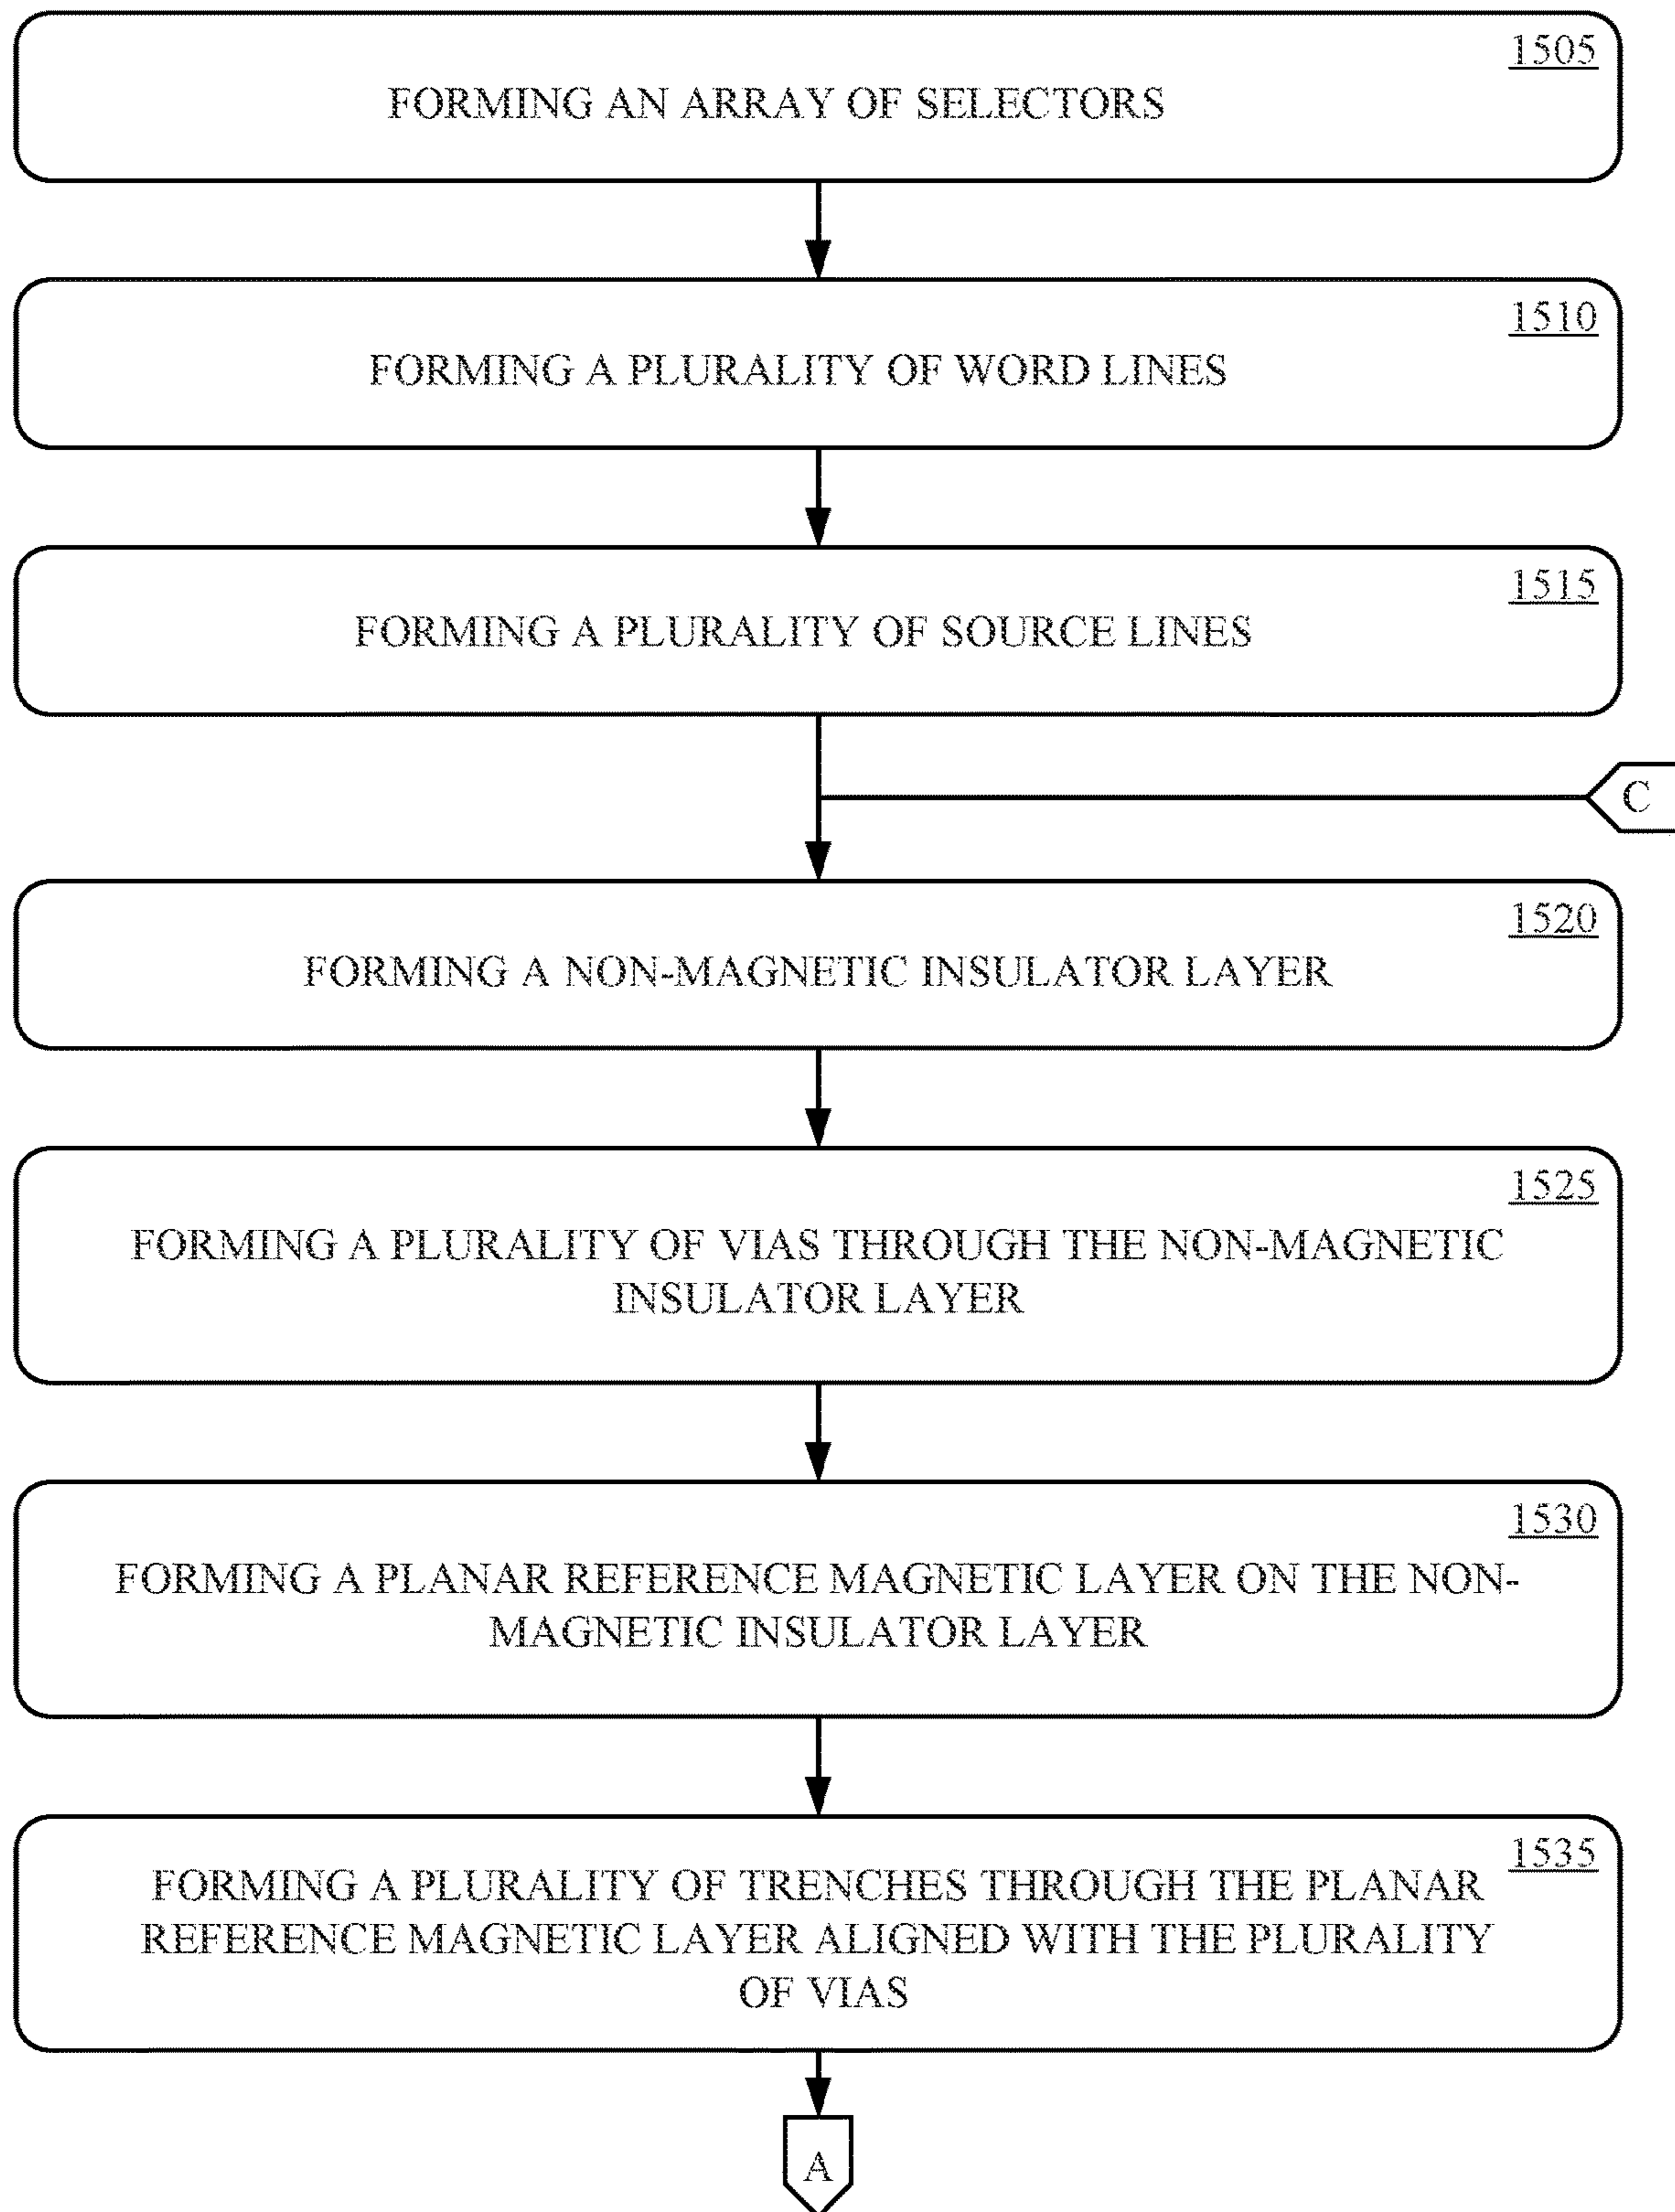 1505
FORMING AN ARRAY OF SELECTORS
1510
FORMING A PLURALITY OF WORD LINES
1515
FORMING A PLURALITY OF SOURCE LINES
C
1520
FORMING A NON-MAGNETIC INSULATOR LAYER
1525
FORMING A PLURALITY OF VIAS THROUGH THE NON-MAGNETIC
INSULATOR LAYER
1530
FORMING A PLANAR REFERENCE MAGNETIC LAYER ON THE NON-
MAGNETIC INSULATOR LAYER
1535
FORMING A PLURALITY OF TRENCHES THROUGH THE PLANAR
REFERENCE MAGNETIC LAYER ALIGNED WITH THE PLURALITY
OF VIAS
A